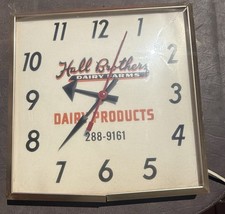 12
11 1
10 2
Hall Brothers
DAIRY FARMS
9 3
DAIRY PRODUCTS
8 4
288-9161
7 5
6